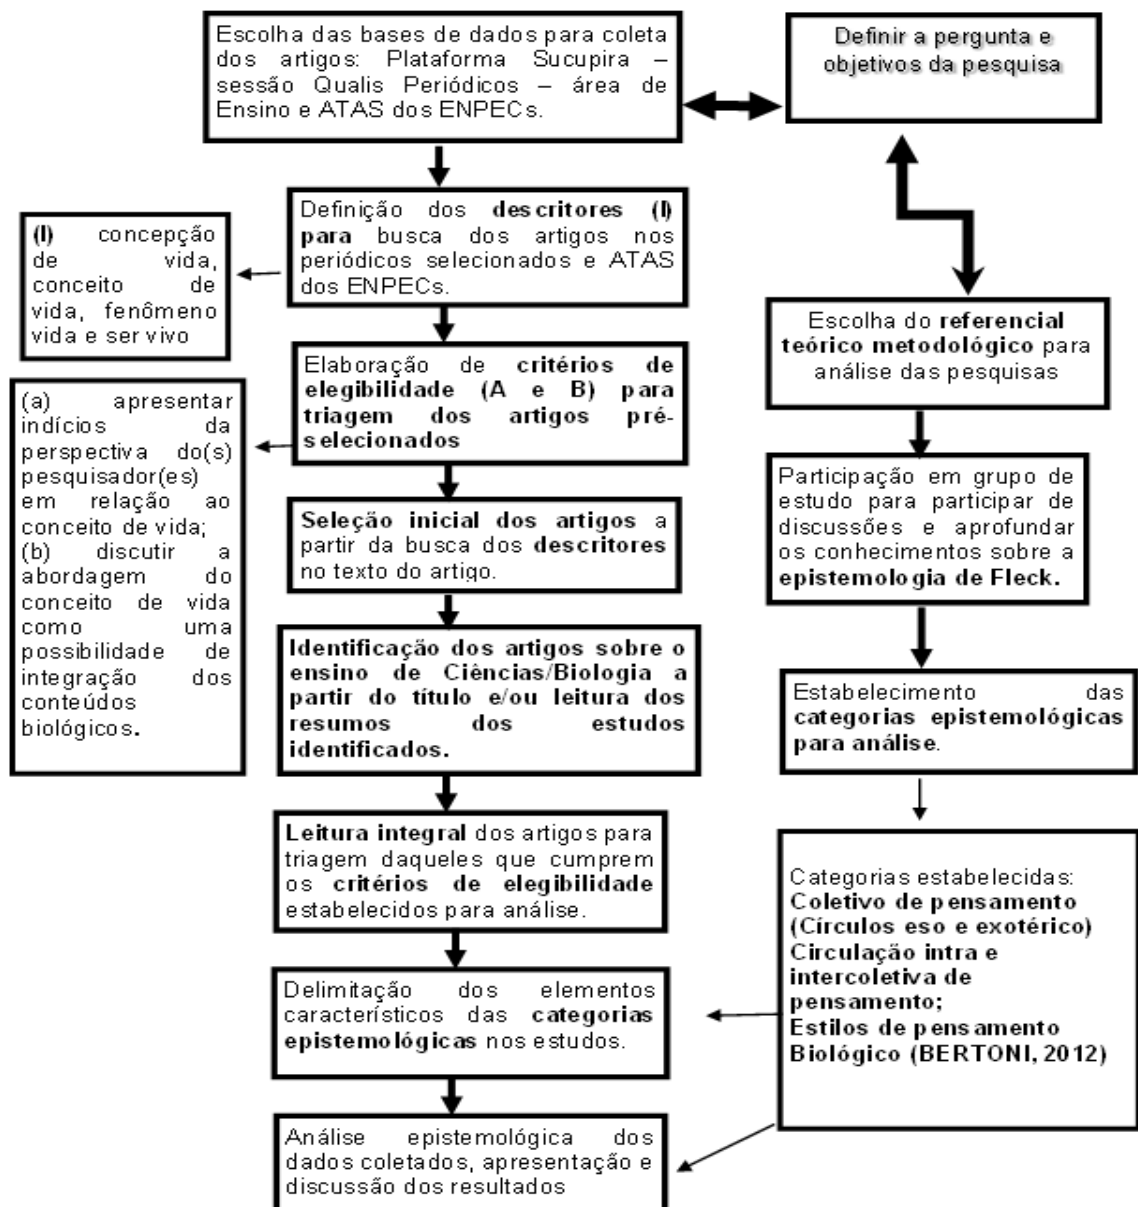 Escolha das bases de dados para coleta
dos artigos: Plataforma Sucupira –
sessão Qualis Periódicos – área de
Ensino e ATAS dos ENPECs.
Definir a pergunta e
objetivos da pesquisa
Definição dos descritores (I)
para busca dos artigos nos
periódicos selecionados e ATAS
dos ENPECs.
(I) concepção
de vida,
conceito de
vida, fenômeno
vida e ser vivo
Elaboração de critérios de
elegibilidade (A e B) para
triagem dos artigos pré-
selecionados
(a) apresentar
indícios da
perspectiva do(s)
pesquisador(es)
em relação ao
conceito de vida;
(b) discutir a
abordagem do
conceito de vida
como uma
possibilidade de
integração dos
conteúdos
biológicos.
Seleção inicial dos artigos a
partir da busca dos descritores
no texto do artigo.
Identificação dos artigos sobre o
ensino de Ciências/Biologia a
partir do título e/ou leitura dos
resumos dos estudos
identificados.
Leitura integral dos artigos para
triagem daqueles que cumprem
os critérios de elegibilidade
estabelecidos para análise.
Delimitação dos elementos
característicos das categorias
epistemológicas nos estudos.
Análise epistemológica dos
dados coletados, apresentação e
discussão dos resultados
Escolha do referencial
teórico metodológico para
análise das pesquisas
Participação em grupo de
estudo para participar de
discussões e aprofundar
os conhecimentos sobre a
epistemologia de Fleck.
Estabelecimento das
categorias epistemológicas
para análise.
Categorias estabelecidas:
Coletivo de pensamento
(Círculos eso e exotérico)
Circulação intra e
intercoletiva de
pensamento;
Estilos de pensamento
Biológico (BERTONI, 2012)